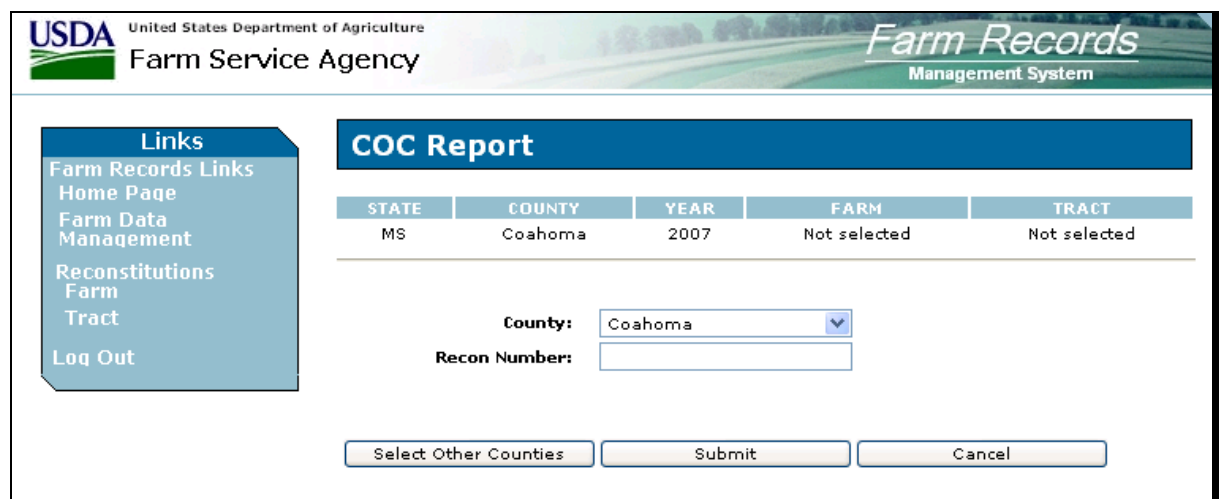 USDA
United States Department of Agriculture
Farm Service Agency
Farm Records
Management System
Links
Farm Records Links
Home Page
Farm Data
Management
Reconstitutions
Farm
Tract
Log Out
COC Report
STATE COUNTY YEAR FARM TRACT
MS Coahoma 2007 Not selected Not selected
County: Coahoma
Recon Number:
Select Other Counties Submit Cancel